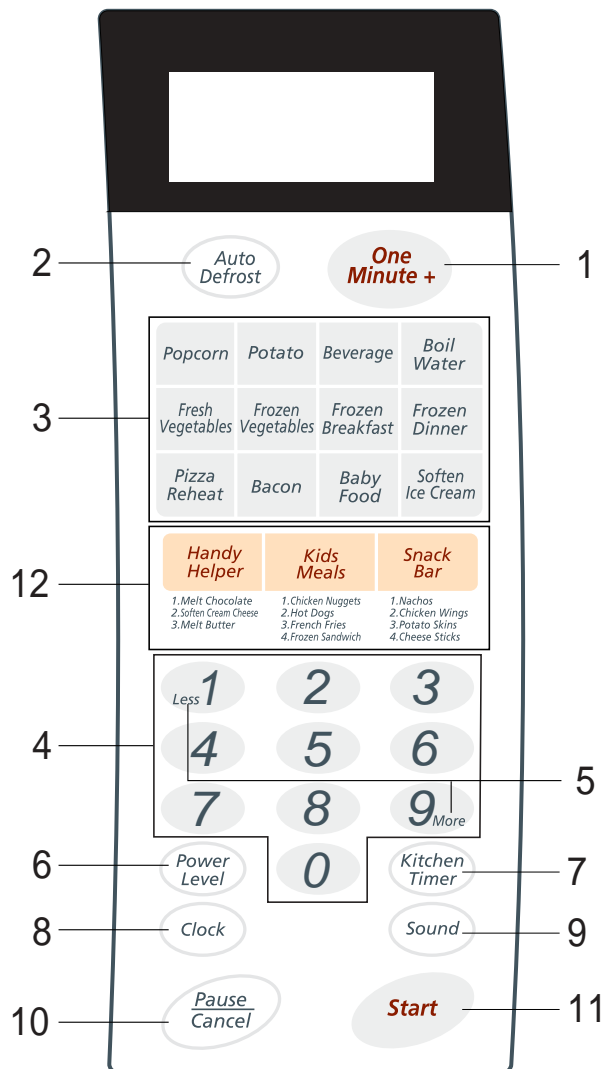 2
Auto
Defrost
One
Minute +
1
3
Popcorn
Potato
Beverage
Boil
Water
Fresh
Vegetables
Frozen
Vegetables
Frozen
Breakfast
Frozen
Dinner
Pizza
Reheat
Bacon
Baby
Food
Soften
Ice Cream
12
Handy
Helper
Kids
Meals
Snack
Bar
1.Melt Chocolate
2.Soften Cream Cheese
3.Melt Butter
1.Chicken Nuggets
2.Hot Dogs
3.French Fries
4.Frozen Sandwich
1.Nachos
2.Chicken Wings
3.Potato Skins
4.Cheese Sticks
4
Less 1
2
3
4
5
6
5
7
8
9 More
6
Power
Level
0
Kitchen
Timer
7
8
Clock
Sound
9
10
Pause
Cancel
Start
11